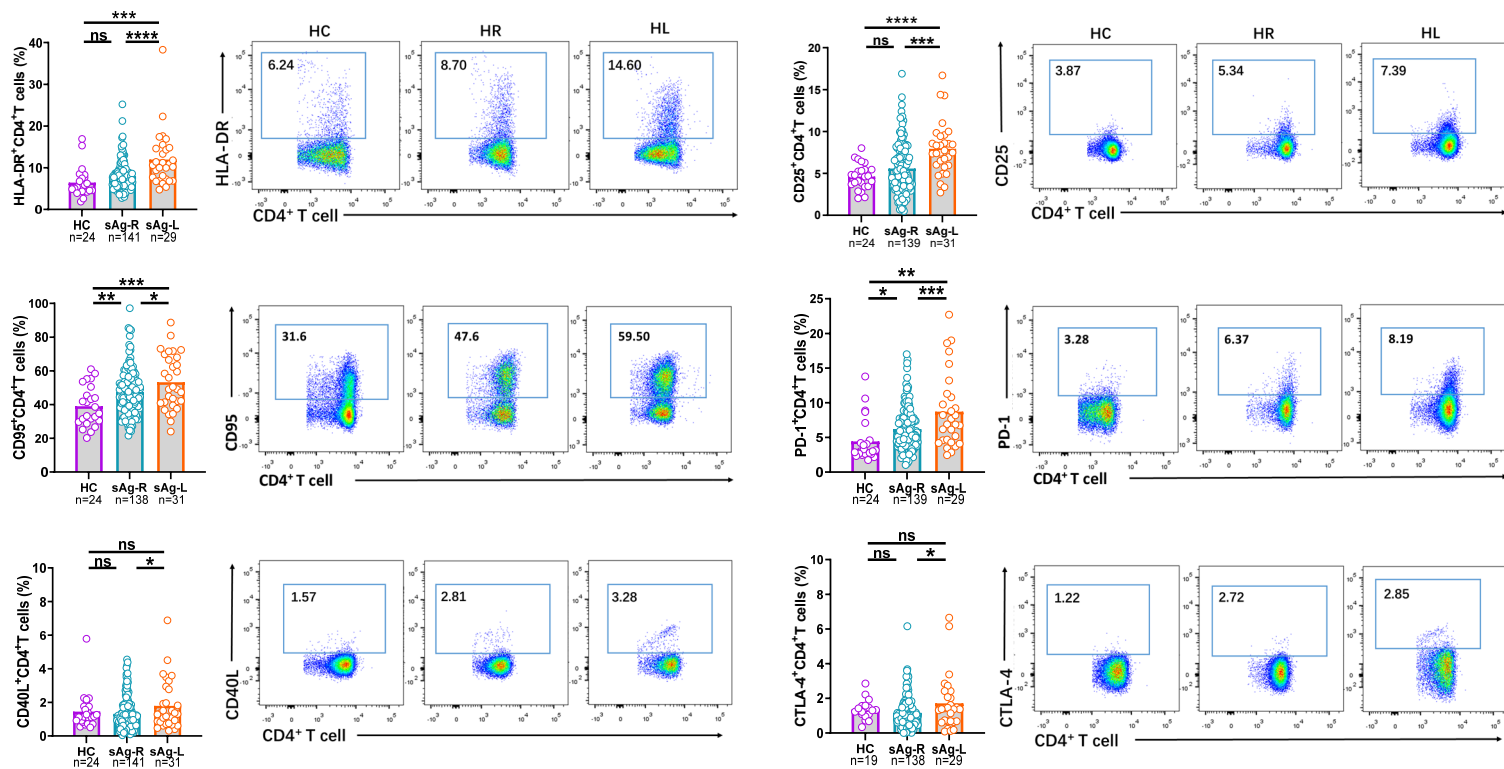 ***
ns ****
HLA-DR⁺CD4⁺T cells (%)
40
30
20
10
0
HC sAg-R sAg-L
n=24 n=141 n=29
HC HR HL
6.24 8.70 14.60
HLA-DR
CD4⁺ T cell
****
ns ***
CD25⁺CD4⁺T cells (%)
20
15
10
5
0
HC sAg-R sAg-L
n=24 n=139 n=31
HC HR HL
3.87 5.34 7.39
CD25
CD4⁺ T cell
***
** *
CD95⁺CD4⁺T cells (%)
100
80
60
40
20
0
HC sAg-R sAg-L
n=24 n=138 n=31
31.6 47.6 59.50
CD95
CD4⁺ T cell
**
* ***
PD-1⁺CD4⁺T cells (%)
25
20
15
10
5
0
HC sAg-R sAg-L
n=24 n=139 n=29
3.28 6.37 8.19
PD-1
CD4⁺ T cell
ns
ns *
CD40L⁺CD4⁺T cells (%)
10
8
6
4
2
0
HC sAg-R sAg-L
n=24 n=141 n=31
1.57 2.81 3.28
CD40L
CD4⁺ T cell
ns
ns *
CTLA-4⁺CD4⁺T cells (%)
10
8
6
4
2
0
HC sAg-R sAg-L
n=19 n=138 n=29
1.22 2.72 2.85
CTLA-4
CD4⁺ T cell